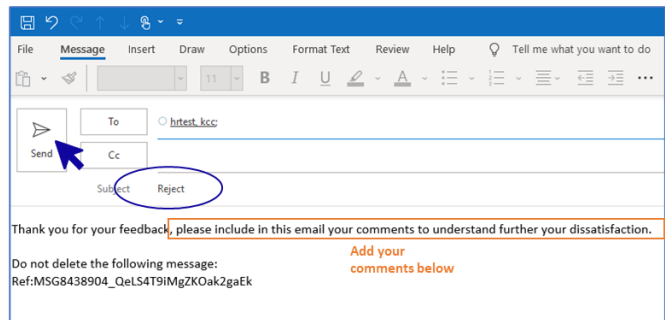 File Message Insert Draw Options Format Text Review Help Tell me what you want to do
11 B I U A
To hrtest, kcc;
Send
Cc
Subject Reject
Thank you for your feedback, please include in this email your comments to understand further your dissatisfaction.
Add your
comments below
Do not delete the following message:
Ref:MSG8438904_QeLS4T9iMgZKOak2gaEk